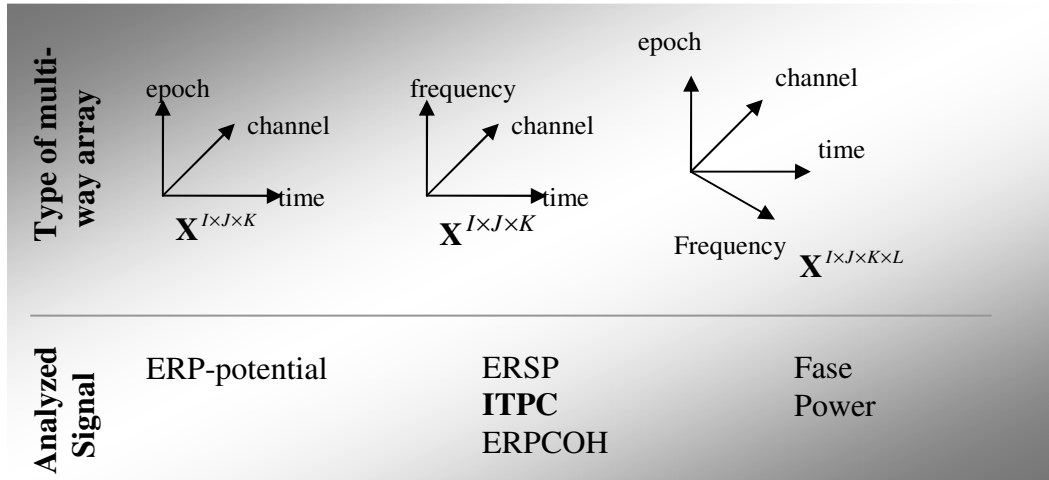 Type of multi-
way array
epoch
channel
time
X I×J×K
frequency
channel
time
X I×J×K
epoch
channel
time
Frequency
X I×J×K×L
Analyzed
Signal
ERP-potential
ERSP
ITPC
ERPCOH
Fase
Power